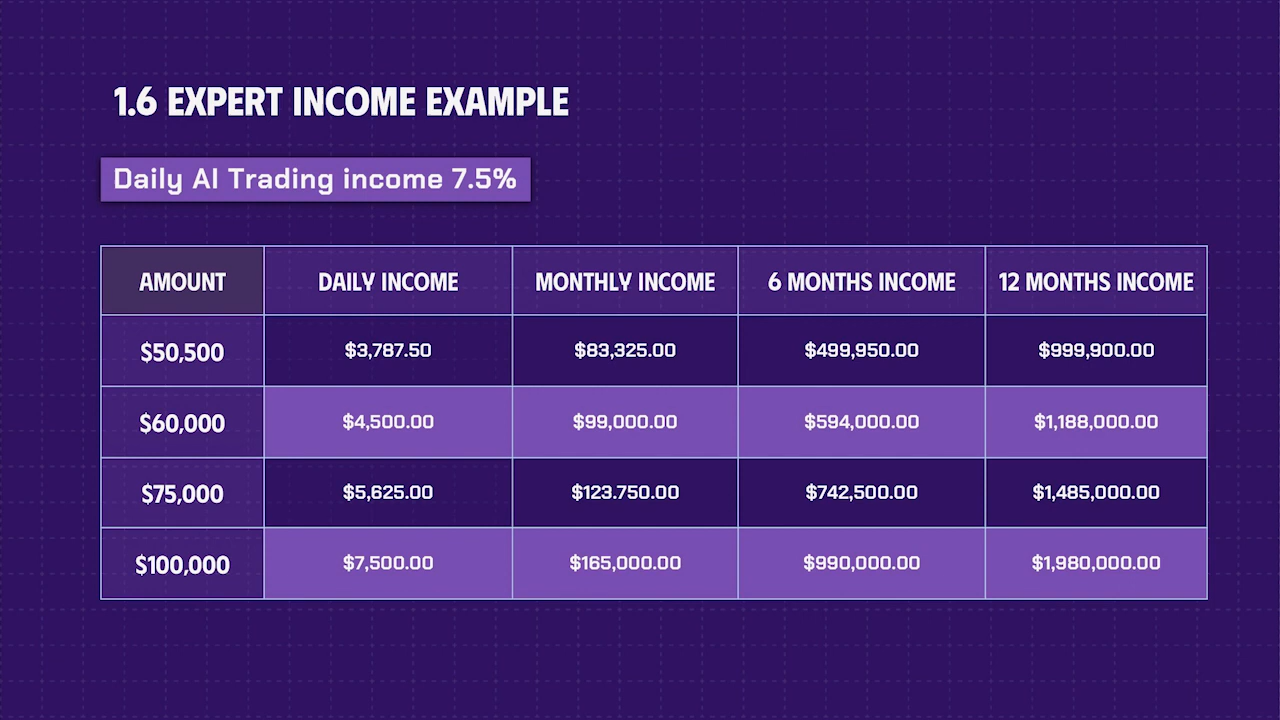 1.6 EXPERT INCOME EXAMPLE
Daily AI Trading income 7.5%
AMOUNT DAILY INCOME MONTHLY INCOME 6 MONTHS INCOME 12 MONTHS INCOME
$50,500 $3,787.50 $83,325.00 $499,950.00 $999,900.00
$60,000 $4,500.00 $99,000.00 $594,000.00 $1,188,000.00
$75,000 $5,625.00 $123.750.00 $742,500.00 $1,485,000.00
$100,000 $7,500.00 $165,000.00 $990,000.00 $1,980,000.00